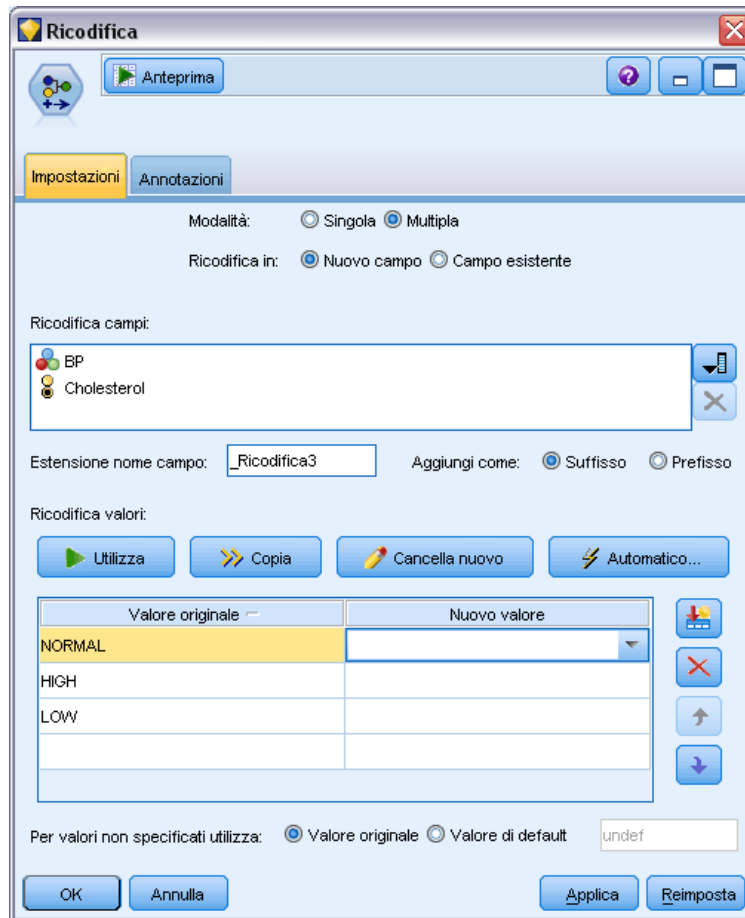 Ricodifica
Anteprima
Impostazioni Annotazioni
Modalità: Singola Multipla
Ricodifica in: Nuovo campo Campo esistente
Ricodifica campi:
BP
Cholesterol
Estensione nome campo: _Ricodifica3 Aggiungi come: Suffisso Prefisso
Ricodifica valori:
Utilizza Copia Cancella nuovo Automatico...
Valore originale Nuovo valore
NORMAL
HIGH
LOW
Per valori non specificati utilizza: Valore originale Valore di default undef
OK Annulla Applica Reimposta